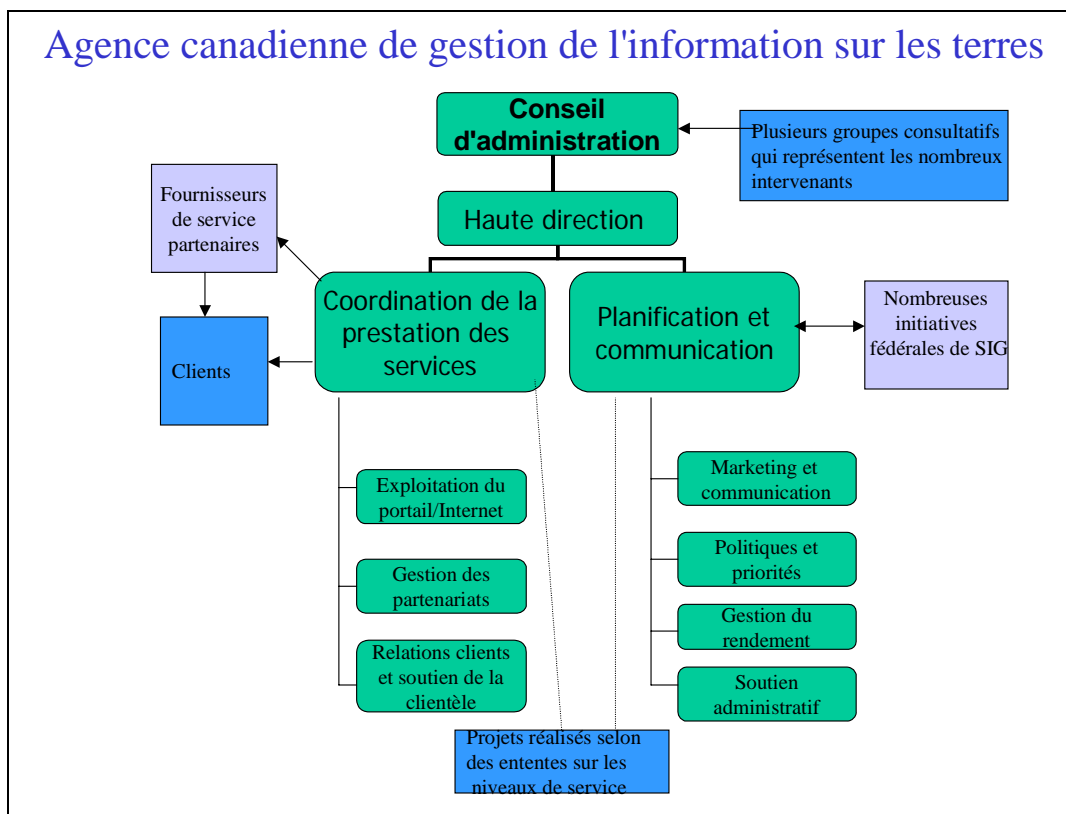 Agence canadienne de gestion de l'information sur les terres
Conseil
d'administration
Plusieurs groupes consultatifs
qui représentent les nombreux
intervenants
Fournisseurs
de service
partenaires
Haute direction
Coordination de la
prestation des
services
Planification et
communication
Nombreuses
initiatives
fédérales de SIG
Clients
Exploitation du
portail/Internet
Gestion des
partenariats
Relations clients
et soutien de la
clientèle
Marketing et
communication
Politiques et
priorités
Gestion du
rendement
Soutien
administratif
Projets réalisés selon
des ententes sur les
niveaux de service